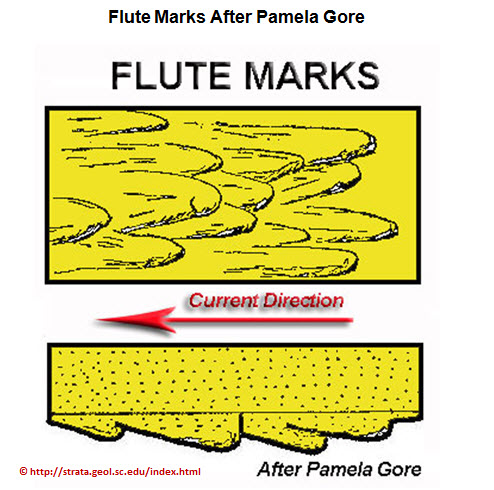 Flute Marks After Pamela Gore
FLUTE MARKS
Current Direction
© http://strata.geol.sc.edu/index.html
After Pamela Gore